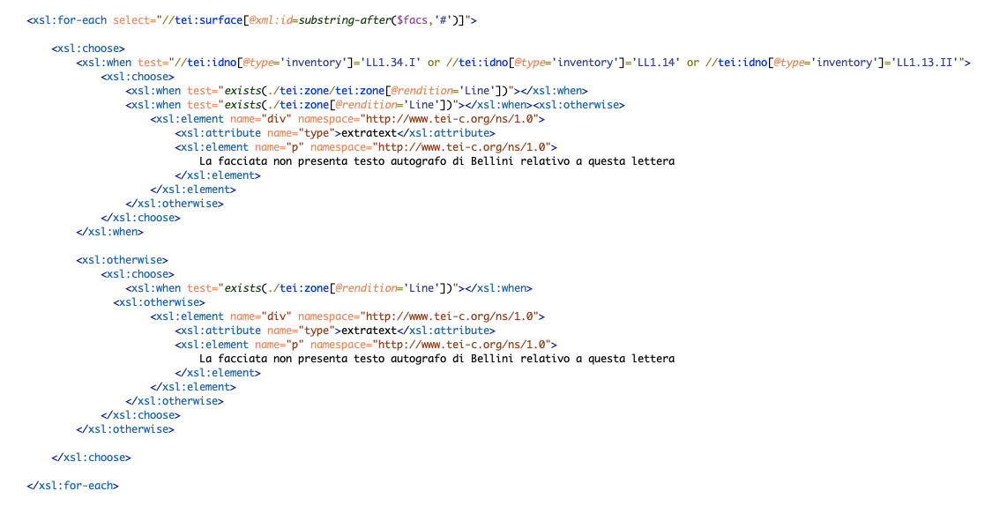 <xsl:for-each select="//tei:surface[@xml:id=substring-after($facs,'#')]">
<xsl:choose>
<xsl:when test="//tei:idno[@type='inventory']='LL1.34.I' or //tei:idno[@type='inventory']='LL1.14' or //tei:idno[@type='inventory']='LL1.13.II'">
<xsl:choose>
<xsl:when test="exists(./tei:zone/tei:zone[@rendition='Line'])"></xsl:when>
<xsl:when test="exists(./tei:zone[@rendition='Line'])"></xsl:when><xsl:otherwise>
<xsl:element name="div" namespace="http://www.tei-c.org/ns/1.0">
<xsl:attribute name="type">extratext</xsl:attribute>
<xsl:element name="p" namespace="http://www.tei-c.org/ns/1.0">
La facciata non presenta testo autografo di Bellini relativo a questa lettera
</xsl:element>
</xsl:element>
</xsl:otherwise>
</xsl:choose>
</xsl:when>
<xsl:otherwise>
<xsl:choose>
<xsl:when test="exists(./tei:zone[@rendition='Line'])"></xsl:when>
<xsl:otherwise>
<xsl:element name="div" namespace="http://www.tei-c.org/ns/1.0">
<xsl:attribute name="type">extratext</xsl:attribute>
<xsl:element name="p" namespace="http://www.tei-c.org/ns/1.0">
La facciata non presenta testo autografo di Bellini relativo a questa lettera
</xsl:element>
</xsl:element>
</xsl:otherwise>
</xsl:choose>
</xsl:otherwise>
</xsl:choose>
</xsl:for-each>